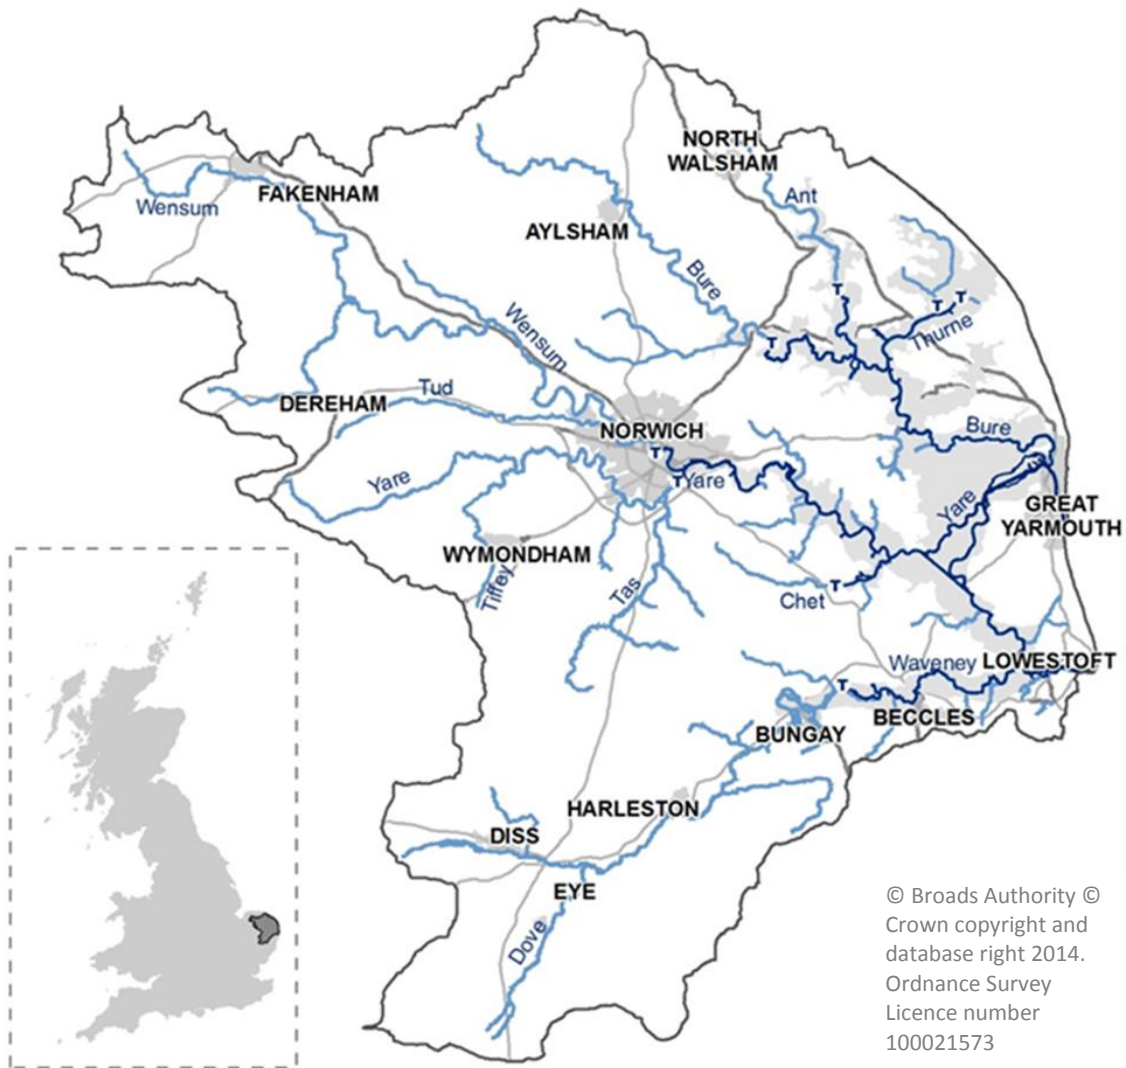 NORTH
WALSHAM
FAKENHAM
Wensum
Ant
AYLSHAM
Bure
T
T
T
Wensum
Thurne
T
DEREHAM
Tud
NORWICH
Bure
T
Yare
T
Yare
Yare
GREAT
YARMOUTH
WYMONDHAM
Tiffey
Tas
T
Chet
Waveney
LOWESTOFT
T
BECCLES
BUNGAY
HARLESTON
DISS
EYE
Dove
© Broads Authority ©
Crown copyright and
database right 2014.
Ordnance Survey
Licence number
100021573